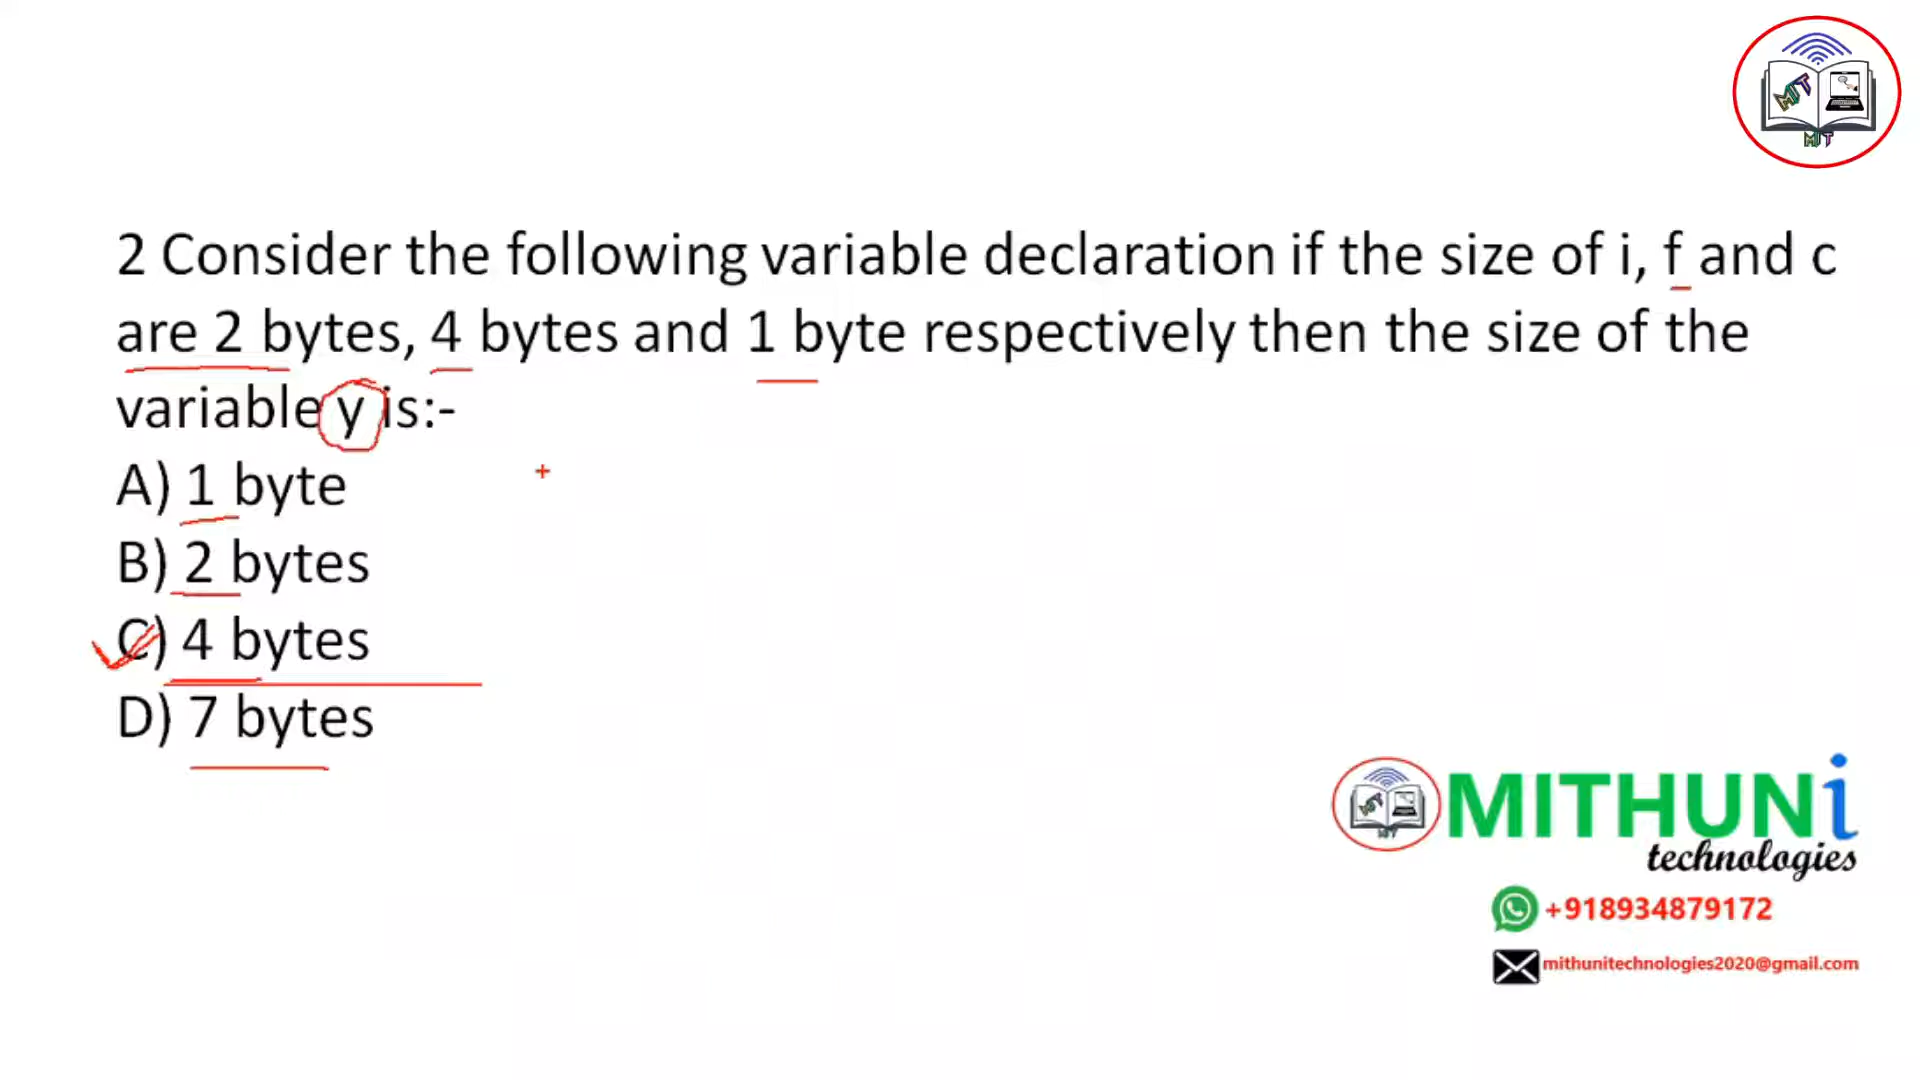 2 Consider the following variable declaration if the size of i, f and c
are 2 bytes, 4 bytes and 1 byte respectively then the size of the
variable y is:-
A) 1 byte
B) 2 bytes
C) 4 bytes
D) 7 bytes
MIT
MIT
MITHUNi
technologies
+918934879172
mithunitechnologies2020@gmail.com